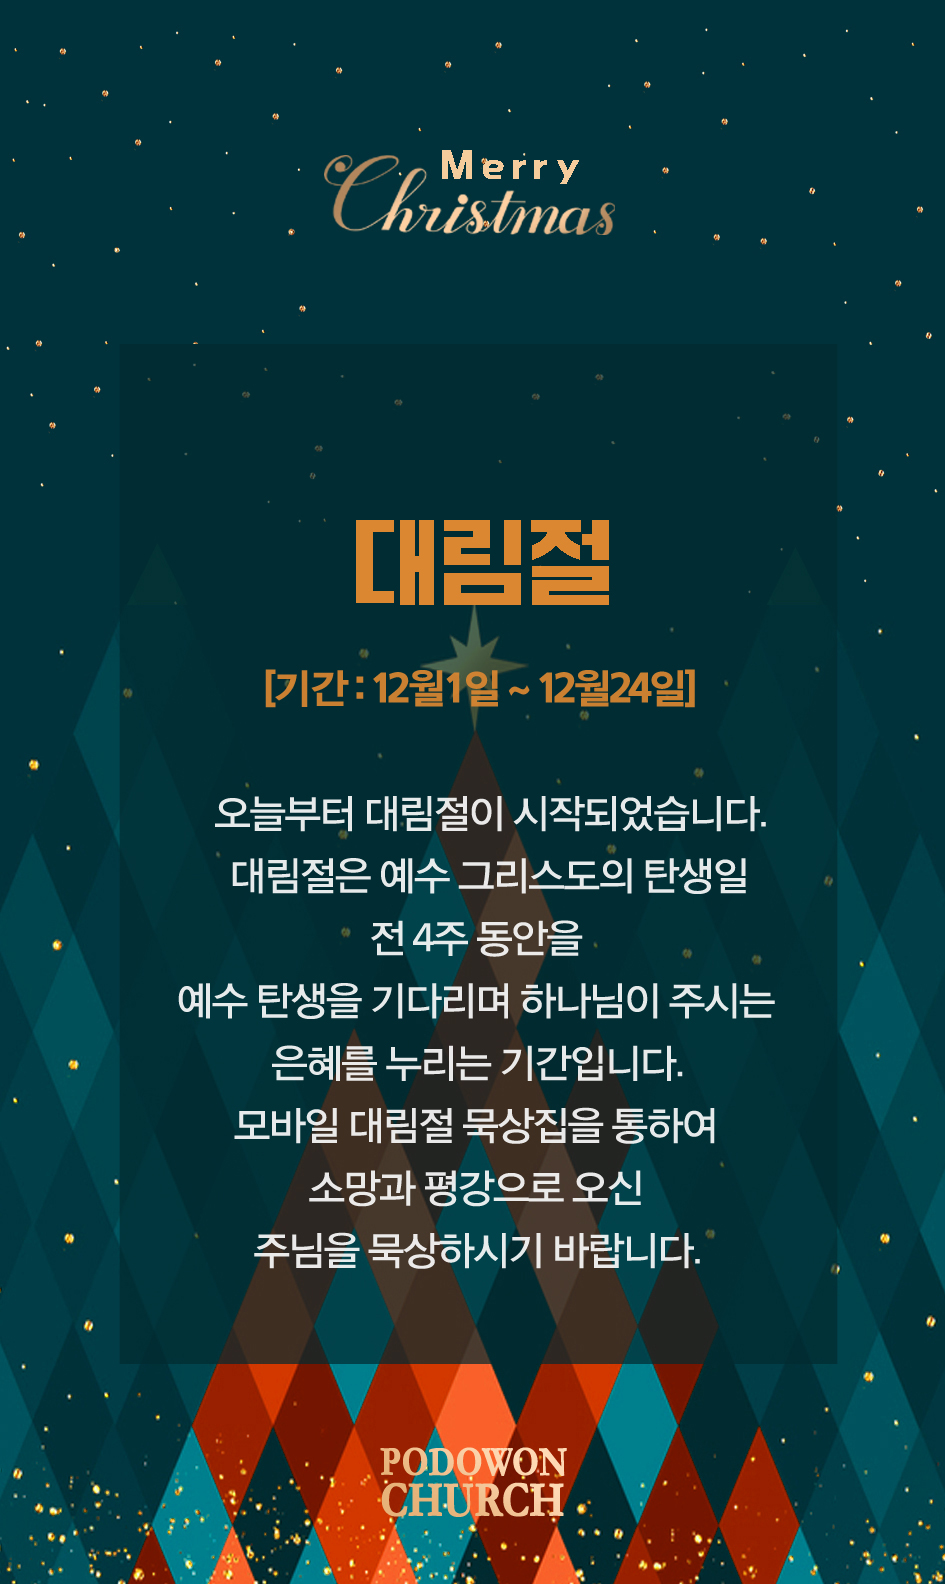 Merry
Christmas
대림절
[기간 : 12월1일 ~ 12월24일]
오늘부터 대림절이 시작되었습니다.
대림절은 예수 그리스도의 탄생일
전 4주 동안을
예수 탄생을 기다리며 하나님이 주시는
은혜를 누리는 기간입니다.
모바일 대림절 묵상집을 통하여
소망과 평강으로 오신
주님을 묵상하시기 바랍니다.
PODOWON
CHURCH